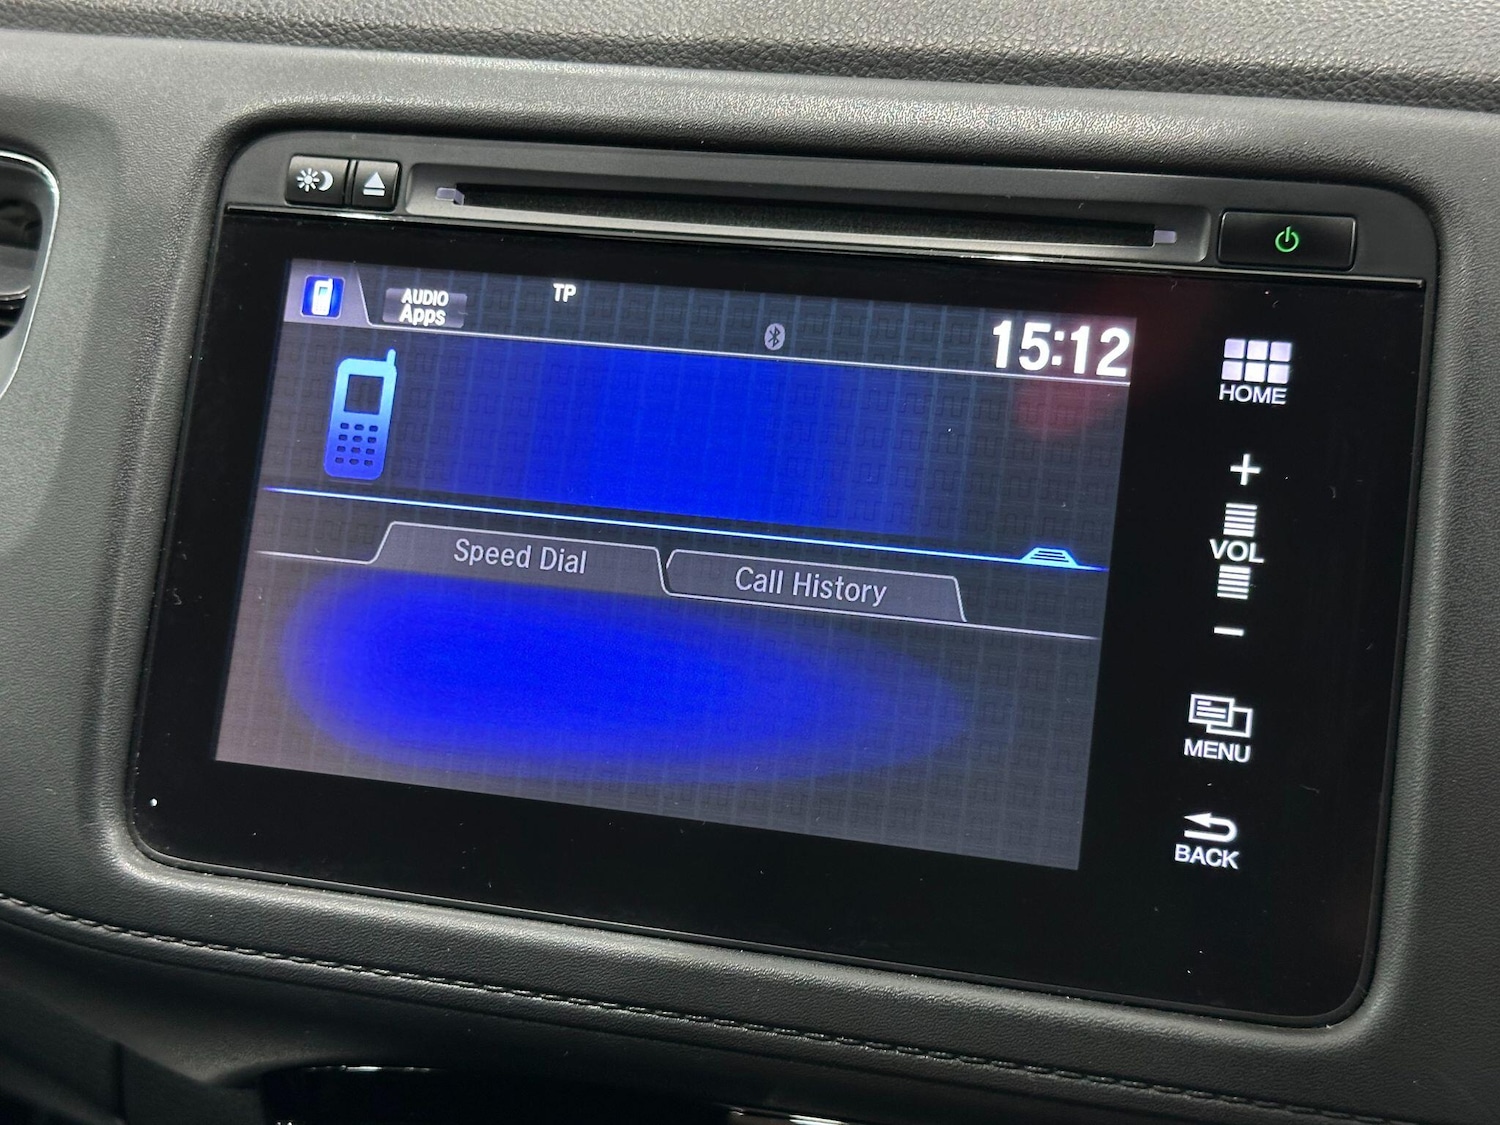 AUDIO
Apps
TP
15:12
Speed Dial
Call History
HOME
+
VOL
−
MENU
BACK